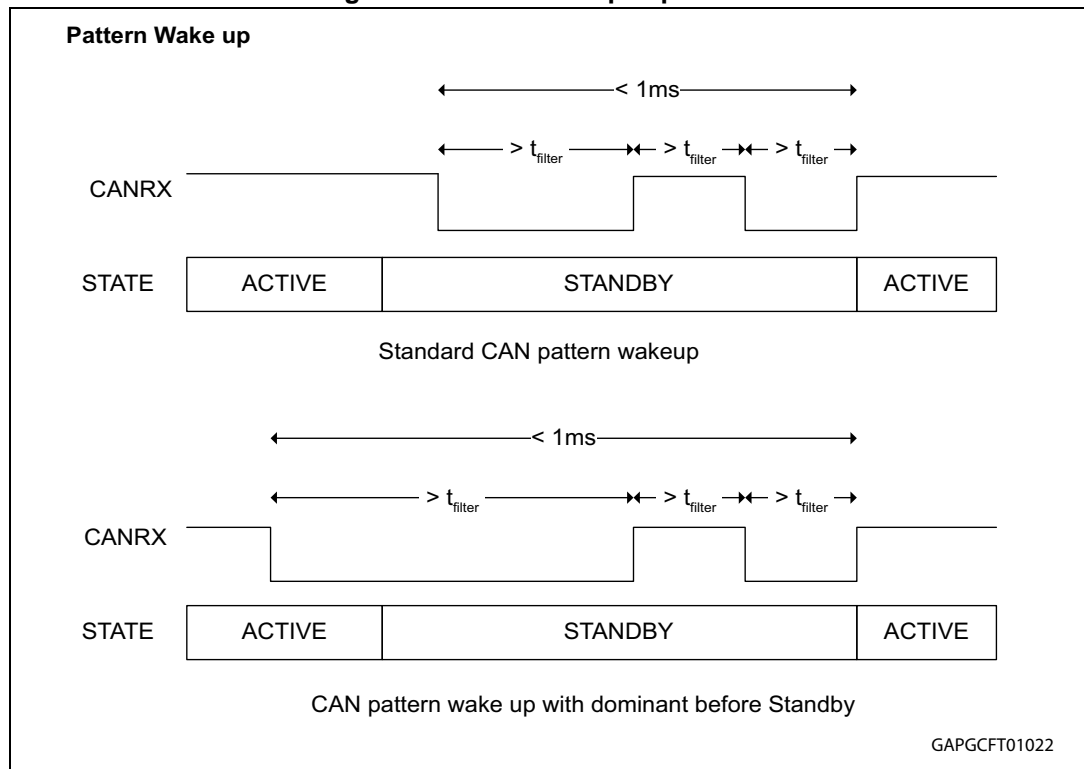 Pattern Wake up
< 1ms
> tfilter > tfilter > tfilter
CANRX
STATE ACTIVE STANDBY ACTIVE
Standard CAN pattern wakeup
< 1ms
> tfilter > tfilter > tfilter
CANRX
STATE ACTIVE STANDBY ACTIVE
CAN pattern wake up with dominant before Standby
GAPGCFT01022